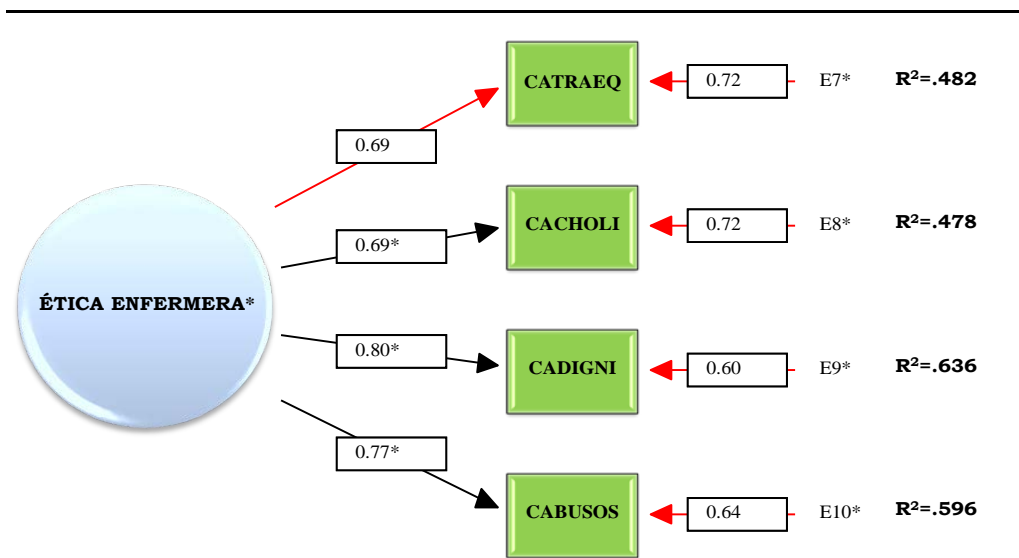 CATRAEQ 0.72 E7* R²=.482
0.69
CACHOLI 0.72 E8* R²=.478
0.69*
ÉTICA ENFERMERA*
0.80*
CADIGNI 0.60 E9* R²=.636
0.77*
CABUSOS 0.64 E10* R²=.596